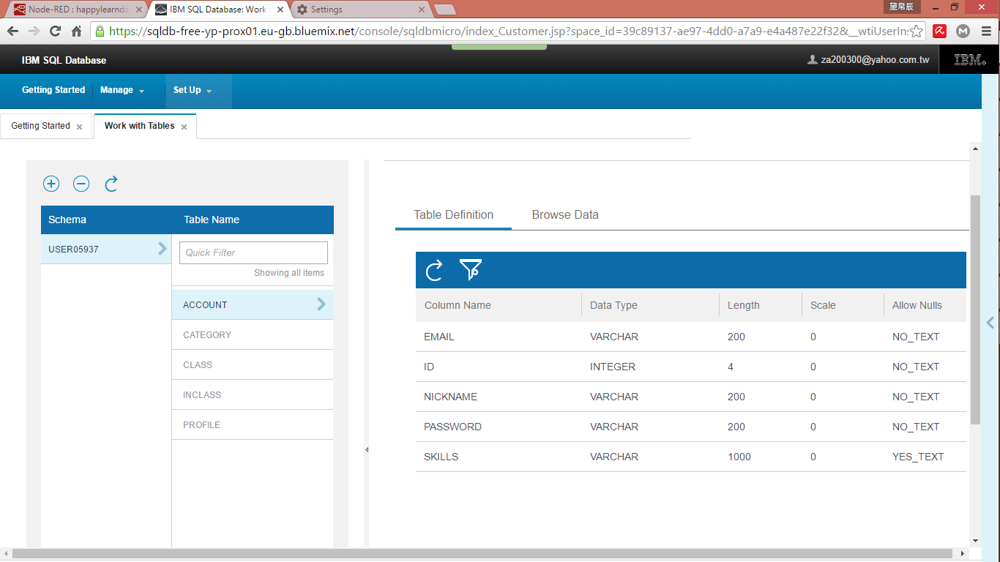 Node-RED : happylearnda
IBM SQL Database: Work
Settings
施帛辰
https://sqldb-free-yp-prox01.eu-gb.bluemix.net/console/sqldbmicro/index_Customer.jsp?space_id=39c89137-ae97-4dd0-a7a9-e4a487e22f32&__wtiUserIns
IBM SQL Database
za200300@yahoo.com.tw
IBM
Getting Started Manage Set Up
Getting Started Work with Tables
Schema Table Name
USER05937
Quick Filter
Showing all items
ACCOUNT
CATEGORY
CLASS
INCLASS
PROFILE
Table Definition Browse Data
Column Name Data Type Length Scale Allow Nulls
EMAIL VARCHAR 200 0 NO_TEXT
ID INTEGER 4 0 NO_TEXT
NICKNAME VARCHAR 200 0 NO_TEXT
PASSWORD VARCHAR 200 0 NO_TEXT
SKILLS VARCHAR 1000 0 YES_TEXT